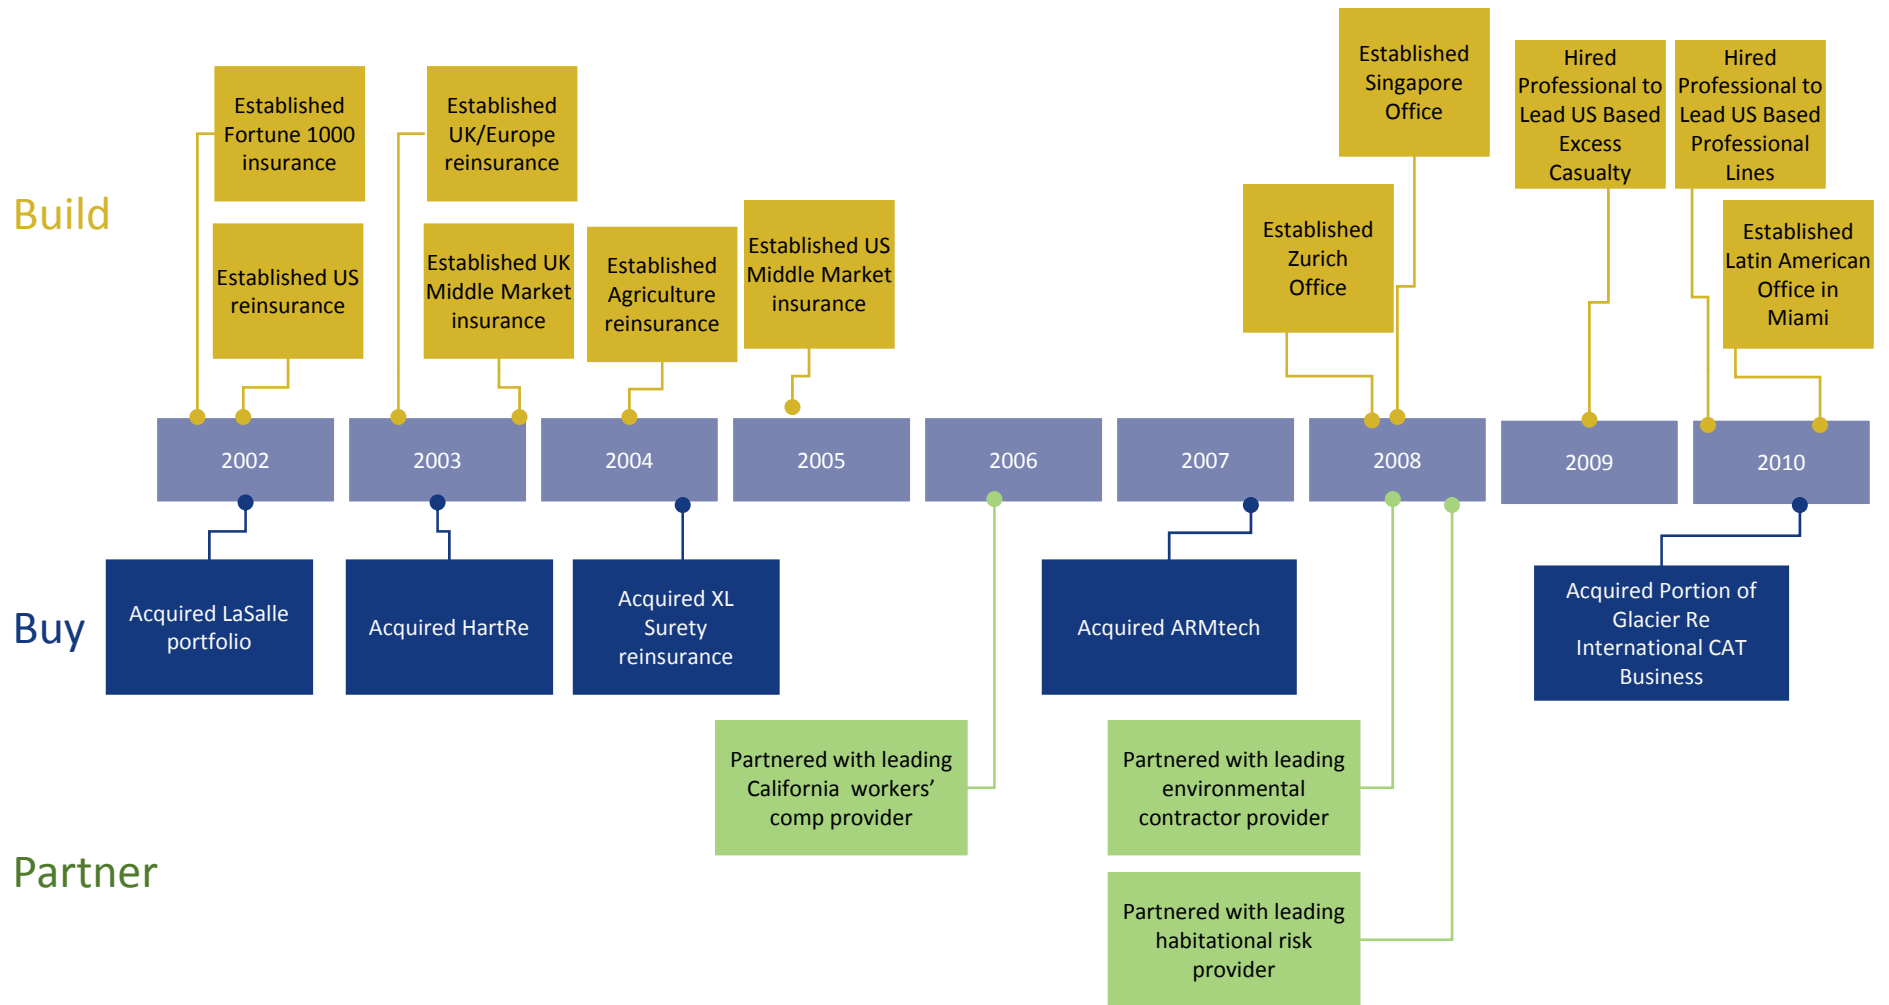 Established
Fortune 1000
insurance
Established
UK/Europe
reinsurance
Established
Singapore
Office
Hired
Professional to
Lead US Based
Excess
Casualty
Hired
Professional to
Lead US Based
Professional
Lines
Build
Established US
reinsurance
Established UK
Middle Market
insurance
Established
Agriculture
reinsurance
Established US
Middle Market
insurance
Established
Zurich
Office
Established
Latin American
Office in
Miami
2002
2003
2004
2005
2006
2007
2008
2009
2010
Buy
Acquired LaSalle
portfolio
Acquired HartRe
Acquired XL
Surety
reinsurance
Acquired ARMtech
Acquired Portion of
Glacier Re
International CAT
Business
Partner
Partnered with leading
California workers’
comp provider
Partnered with leading
environmental
contractor provider
Partnered with leading
habitational risk
provider